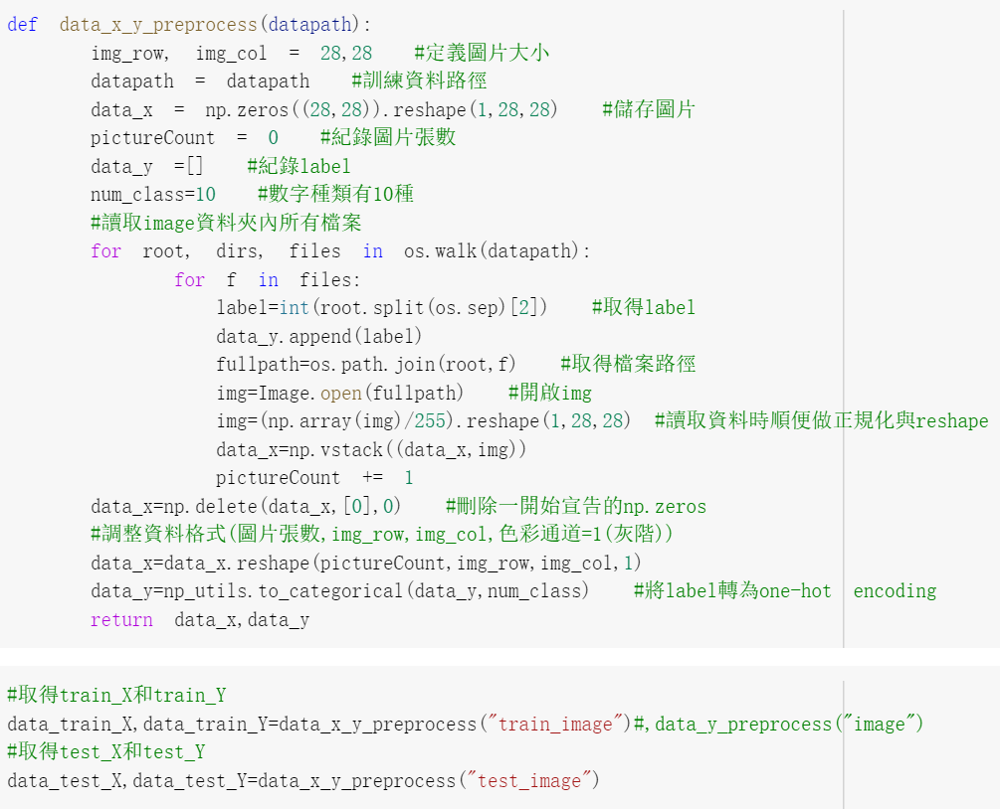 def data_x_y_preprocess(datapath):
img_row, img_col = 28,28 #定義圖片大小
datapath = datapath #訓練資料路徑
data_x = np.zeros((28,28)).reshape(1,28,28) #儲存圖片
pictureCount = 0 #紀錄圖片張數
data_y =[] #紀錄label
num_class=10 #數字種類有10種
#讀取image資料夾內所有檔案
for root, dirs, files in os.walk(datapath):
for f in files:
label=int(root.split(os.sep)[2]) #取得label
data_y.append(label)
fullpath=os.path.join(root,f) #取得檔案路徑
img=Image.open(fullpath) #開啟img
img=(np.array(img)/255).reshape(1,28,28) #讀取資料時順便做正規化與reshape
data_x=np.vstack((data_x,img))
pictureCount += 1
data_x=np.delete(data_x,[0],0) #刪除一開始宣告的np.zeros
#調整資料格式(圖片張數,img_row,img_col,色彩通道=1(灰階))
data_x=data_x.reshape(pictureCount,img_row,img_col,1)
data_y=np_utils.to_categorical(data_y,num_class) #將label轉為one-hot encoding
return data_x,data_y
#取得train_X和train_Y
data_train_X,data_train_Y=data_x_y_preprocess("train_image")#,data_y_preprocess("image")
#取得test_X和test_Y
data_test_X,data_test_Y=data_x_y_preprocess("test_image")